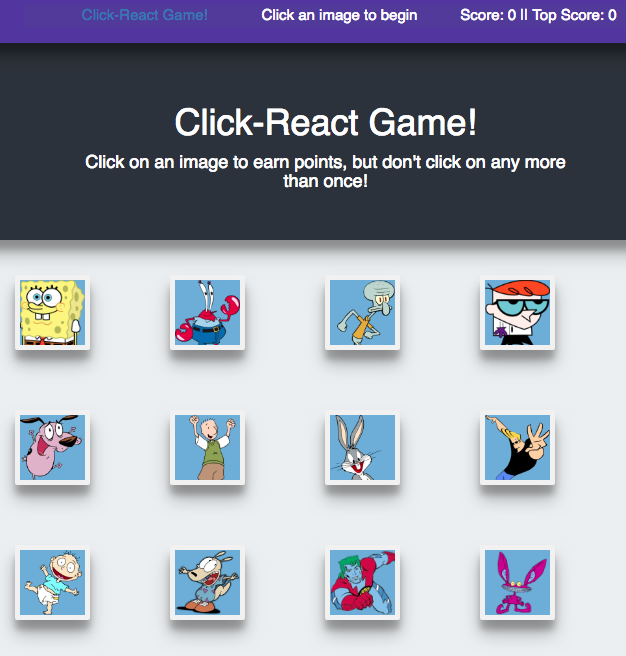 Click-React Game! Click an image to begin Score: 0 || Top Score: 0
Click-React Game!
Click on an image to earn points, but don't click on any more
than once!